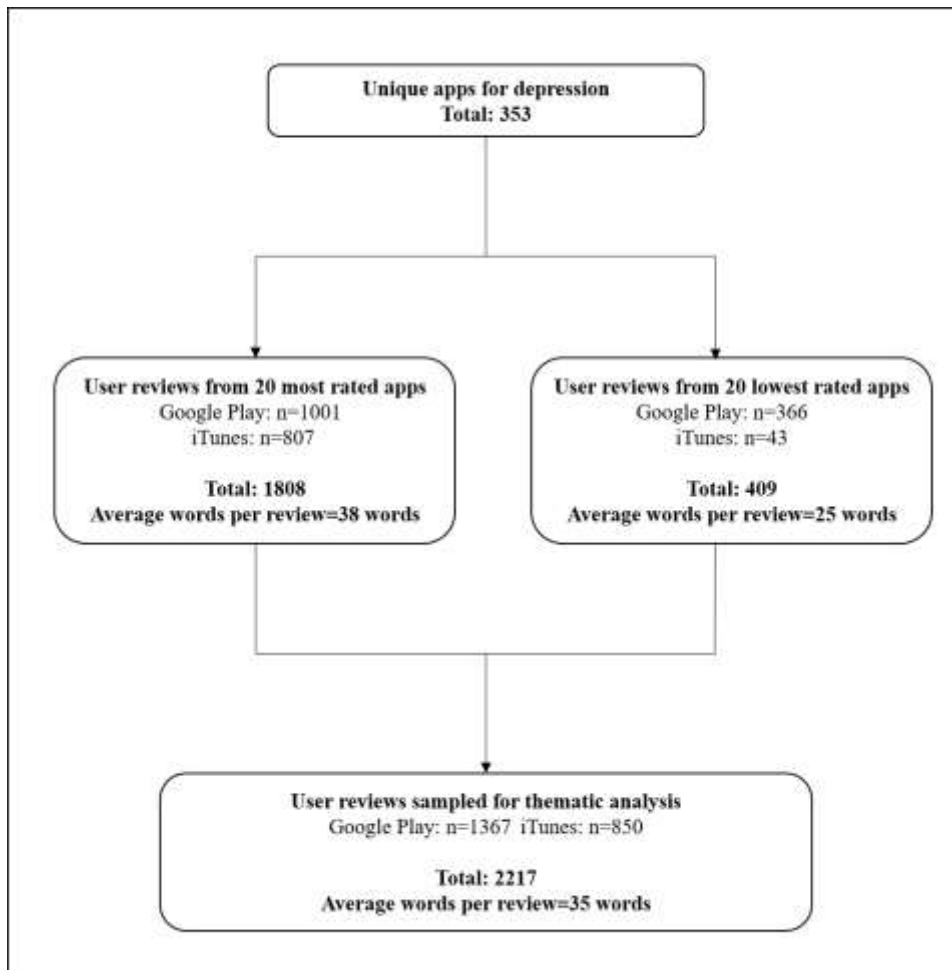 Unique apps for depression
Total: 353
User reviews from 20 most rated apps
Google Play: n=1001
iTunes: n=807
Total: 1808
Average words per review=38 words
User reviews from 20 lowest rated apps
Google Play: n=366
iTunes: n=43
Total: 409
Average words per review=25 words
User reviews sampled for thematic analysis
Google Play: n=1367 iTunes: n=850
Total: 2217
Average words per review=35 words